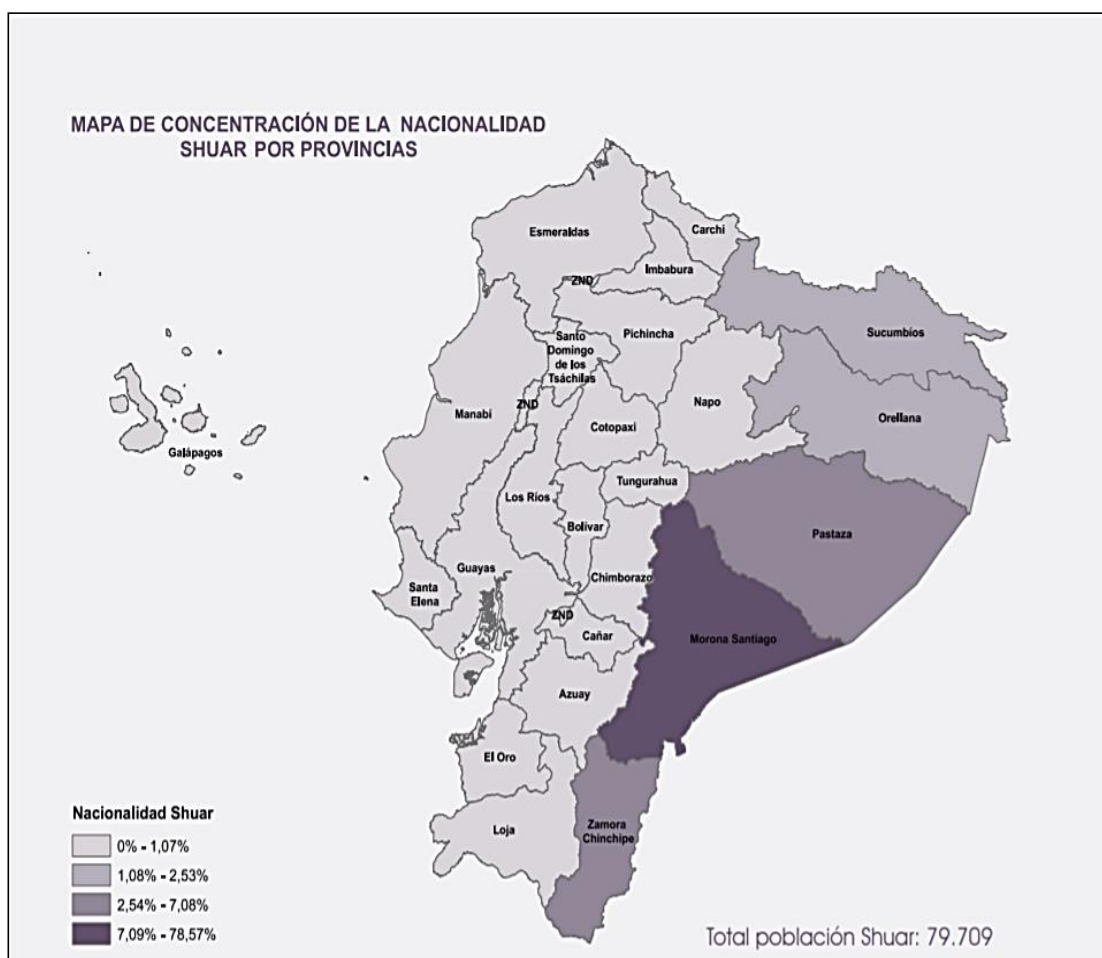 MAPA DE CONCENTRACIÓN DE LA NACIONALIDAD
SHUAR POR PROVINCIAS
Esmeraldas
Carchi
Imbabura
ZND
Pichincha
Sucumbíos
Santo
Domingo
de los
Tsáchilas
Napo
Orellana
Manabí
ZND
Cotopaxi
Galápagos
Tungurahua
Los Ríos
Bolívar
Pastaza
Guayas
Chimborazo
Santa
Elena
ZND
Cañar
Morona Santiago
Azuay
El Oro
Zamora
Chinchipe
Loja
Nacionalidad Shuar
0% - 1,07%
1,08% - 2,53%
2,54% - 7,08%
7,09% - 78,57%
Total población Shuar: 79.709